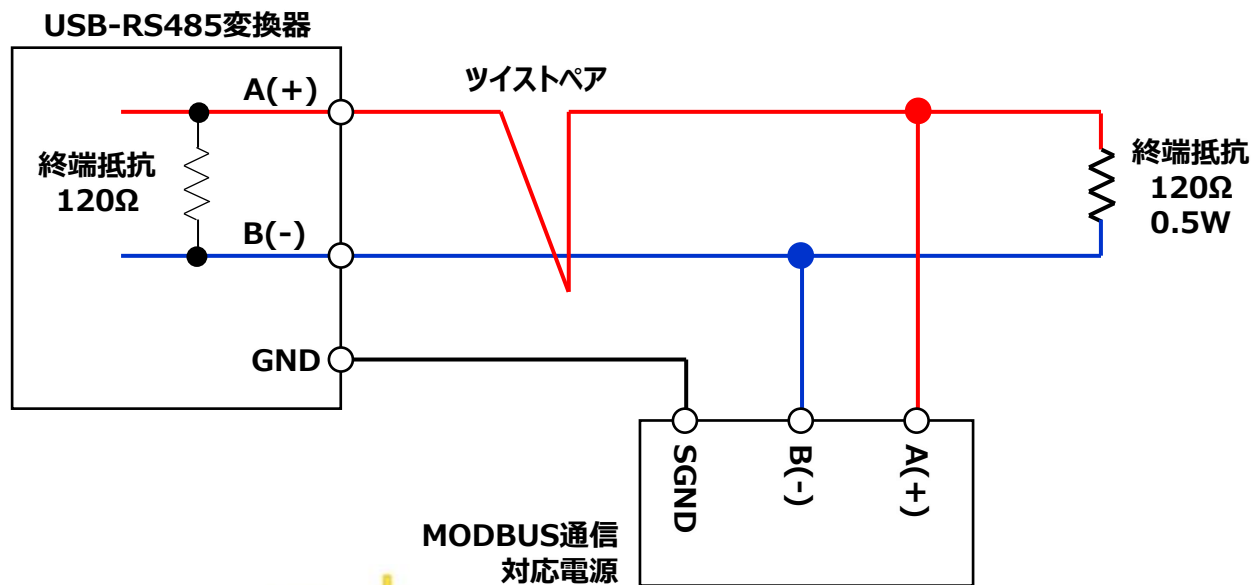 USB-RS485変換器
ツイストペア
A(+)
終端抵抗
120Ω
B(-)
GND
終端抵抗
120Ω
0.5W
SGND
B(-)
A(+)
MODBUS通信
対応電源